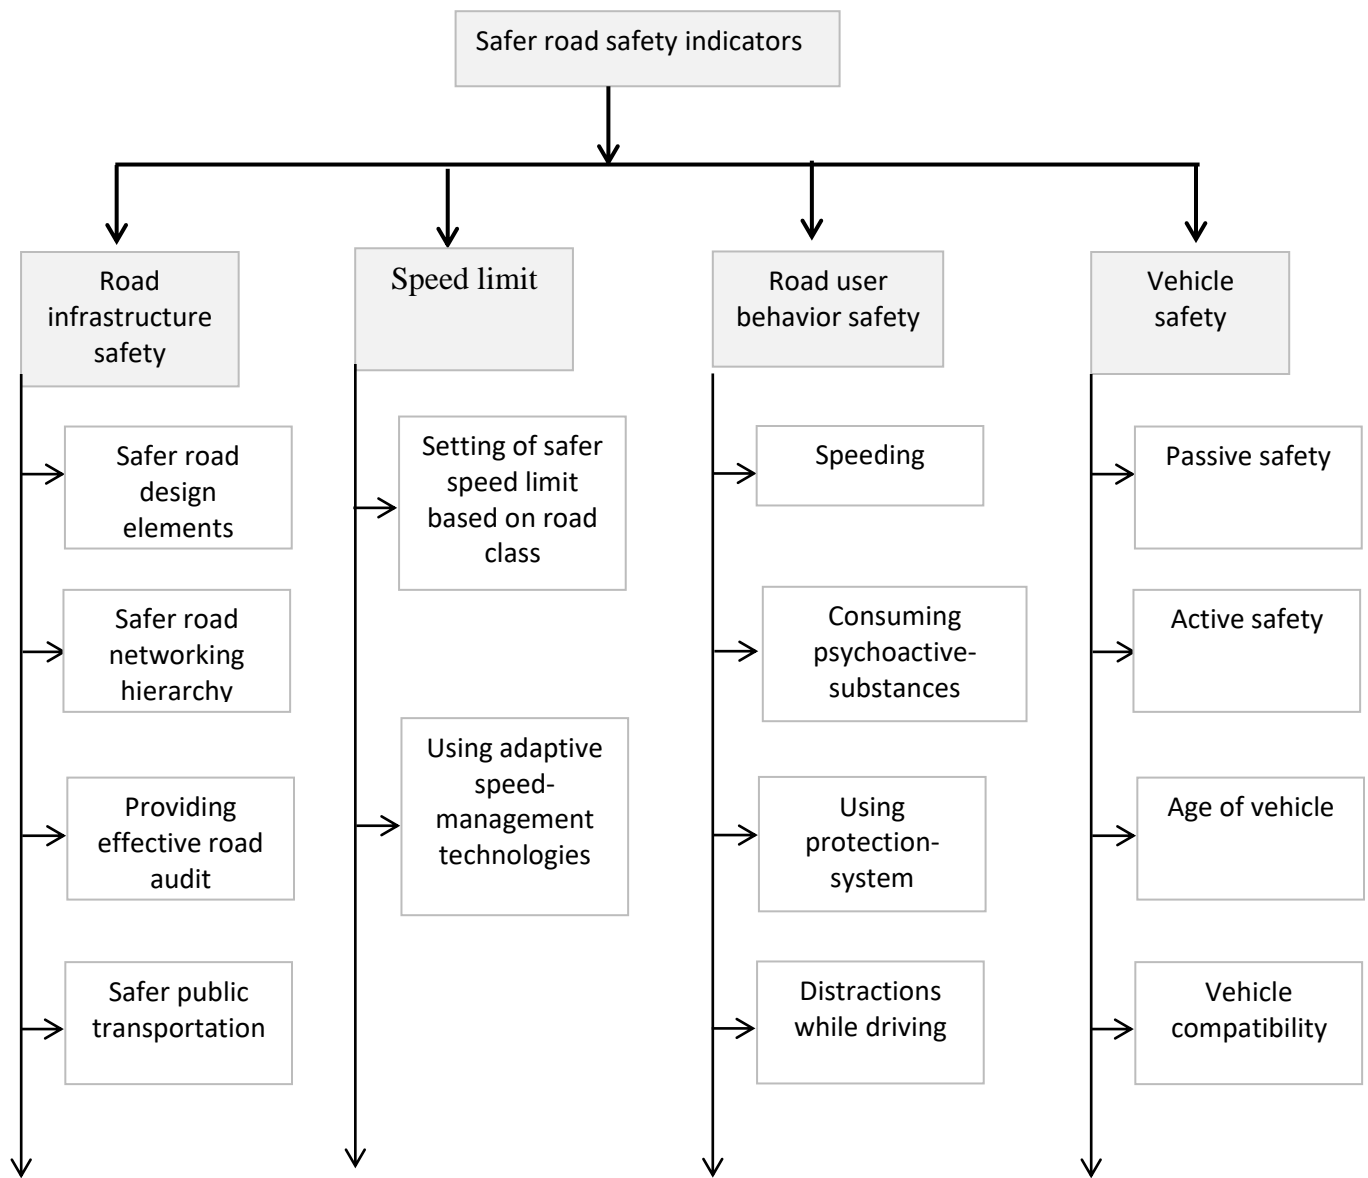 Safer road safety indicators
Road
infrastructure
safety
Safer road
design
elements
Safer road
networking
hierarchy
Providing
effective road
audit
Safer public
transportation
Speed limit
Setting of safer
speed limit
based on road
class
Using adaptive
speed-
management
technologies
Road user
behavior safety
Speeding
Consuming
psychoactive-
substances
Using
protection-
system
Distractions
while driving
Vehicle
safety
Passive safety
Active safety
Age of vehicle
Vehicle
compatibility